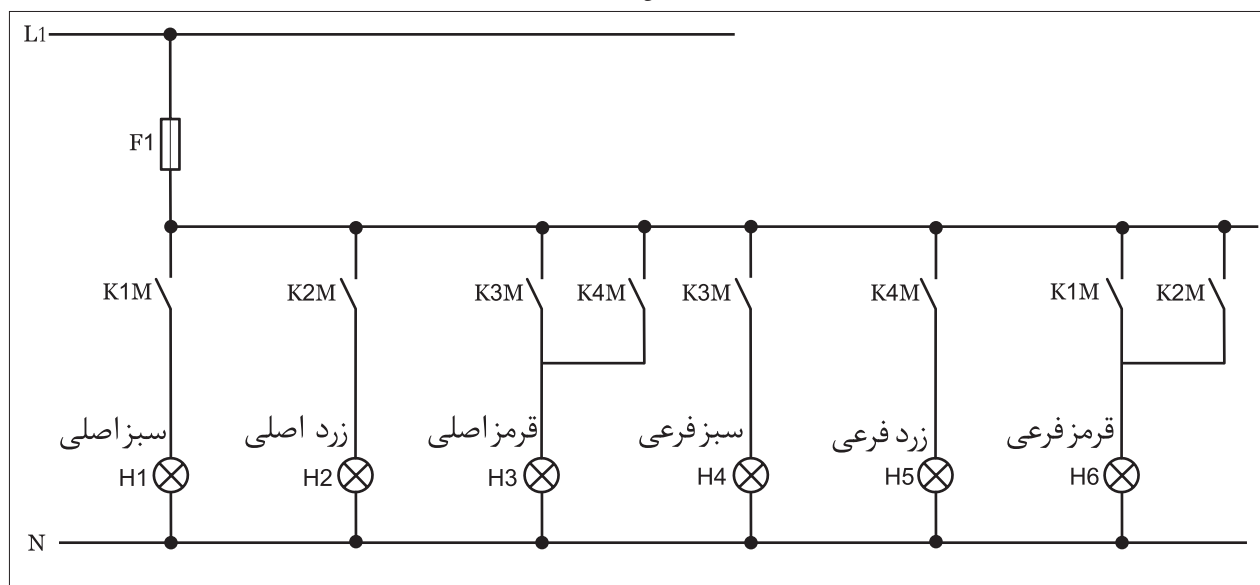 L1
F1
K1M
K2M
K3M
K4M
K3M
K4M
K1M
K2M
سبز اصلی
زرد اصلی
قرمز اصلی
سبز فرعی
زرد فرعی
قرمز فرعی
H1
H2
H3
H4
H5
H6
N